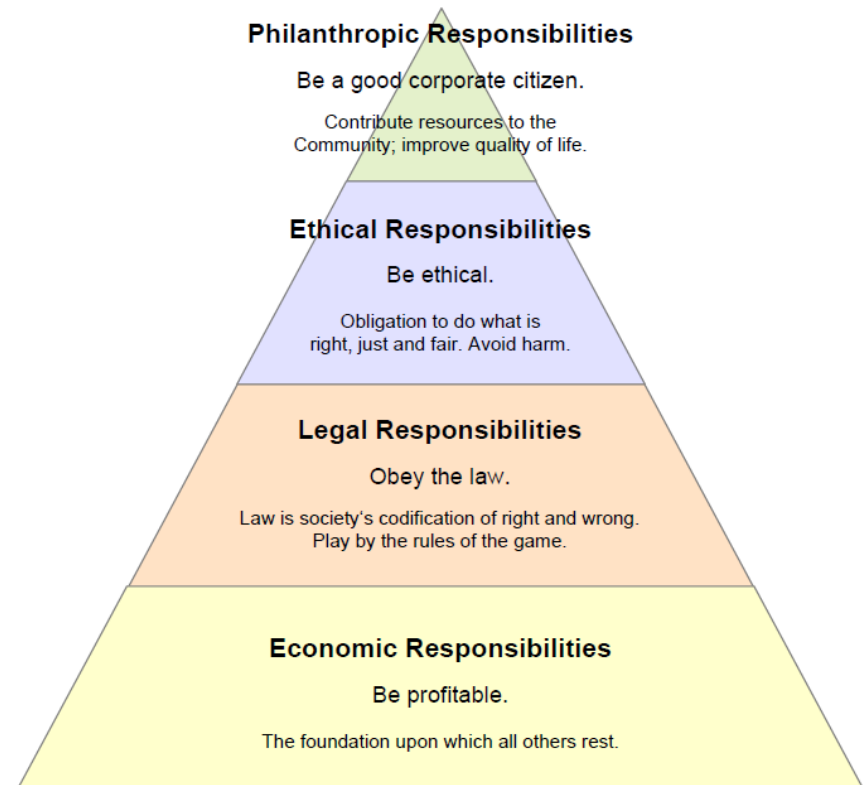 Philanthropic Responsibilities
Be a good corporate citizen.
Contribute resources to the
Community; improve quality of life.
Ethical Responsibilities
Be ethical.
Obligation to do what is
right, just and fair. Avoid harm.
Legal Responsibilities
Obey the law.
Law is society‘s codification of right and wrong.
Play by the rules of the game.
Economic Responsibilities
Be profitable.
The foundation upon which all others rest.